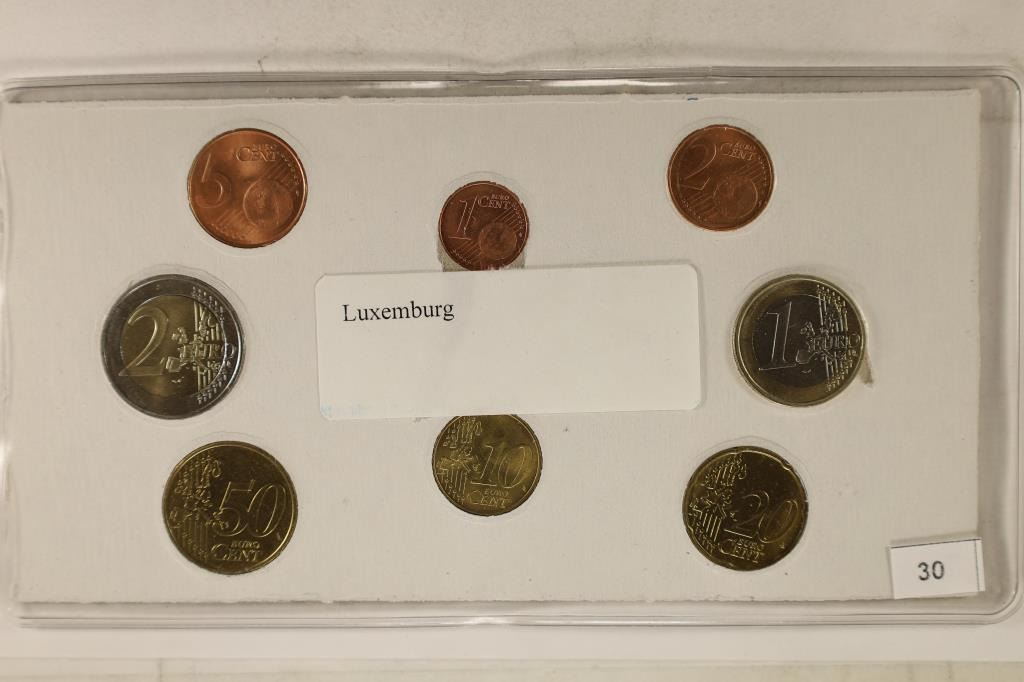 5 EURO CENT
1 EURO CENT
2 EURO CENT
Luxemburg
2 EURO
1 EURO
50 EURO CENT
10 EURO CENT
20 EURO CENT
30